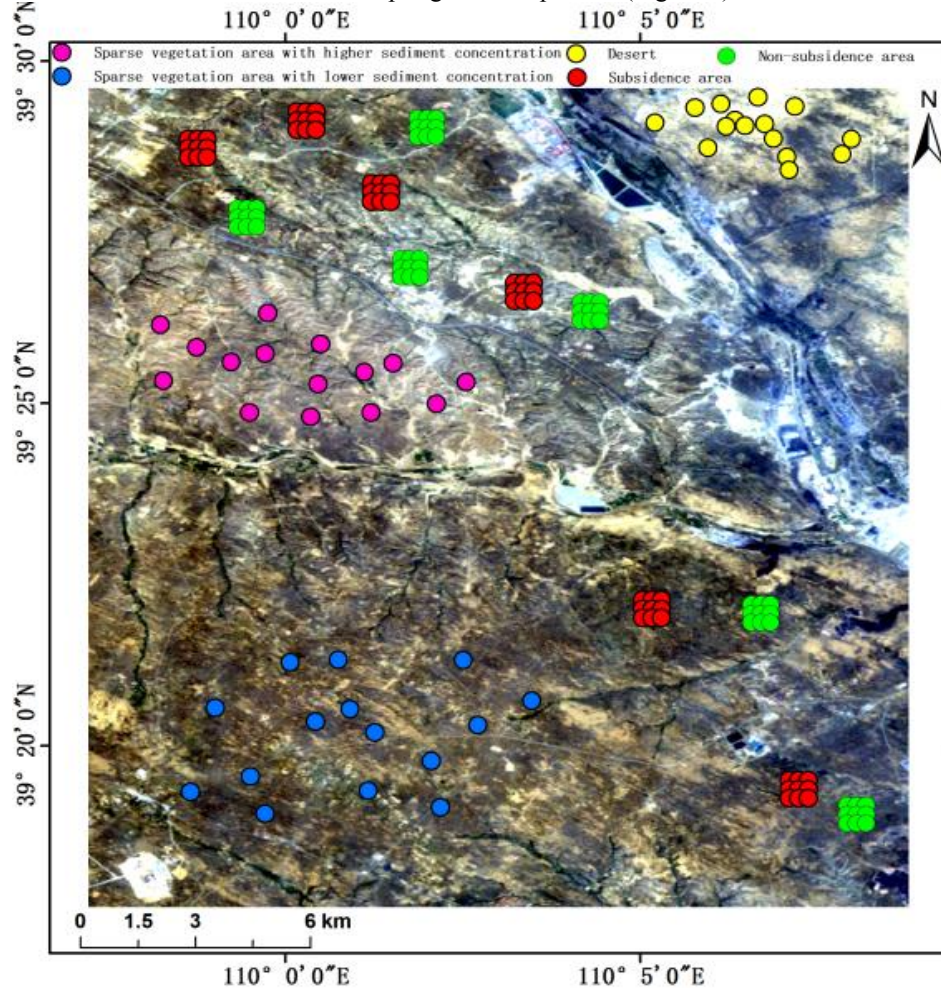 110° 0′0″E 110° 5′0″E
Sparse vegetation area with higher sediment concentration Desert Non-subsidence area
Sparse vegetation area with lower sediment concentration Subsidence area
N
39° 30′0″N
39° 25′0″N
39° 20′0″N
0 1.5 3 6 km
110° 0′0″E 110° 5′0″E